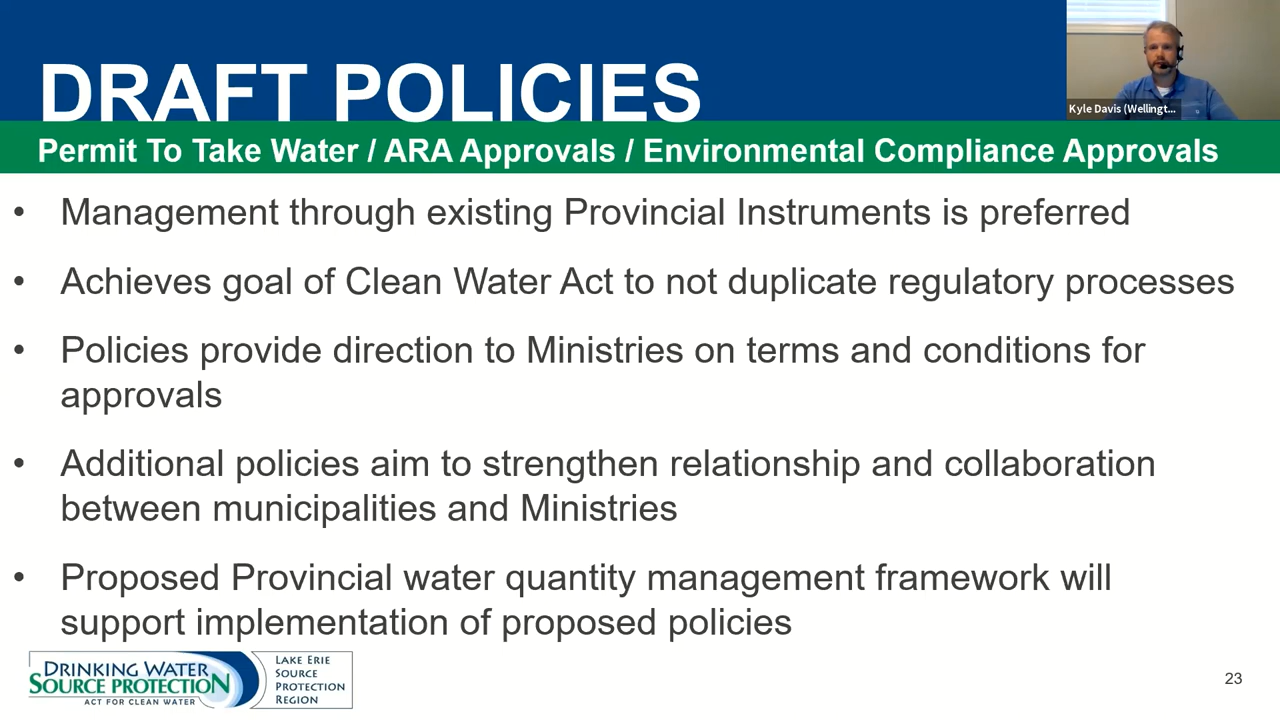 DRAFT POLICIES
Kyle Davis (Wellingt...
Permit To Take Water / ARA Approvals / Environmental Compliance Approvals
• Management through existing Provincial Instruments is preferred
• Achieves goal of Clean Water Act to not duplicate regulatory processes
• Policies provide direction to Ministries on terms and conditions for
approvals
• Additional policies aim to strengthen relationship and collaboration
between municipalities and Ministries
• Proposed Provincial water quantity management framework will
support implementation of proposed policies
DRINKING WATER
SOURCE PROTECTION
ACT FOR CLEAN WATER
LAKE ERIE
SOURCE
PROTECTION
REGION
23